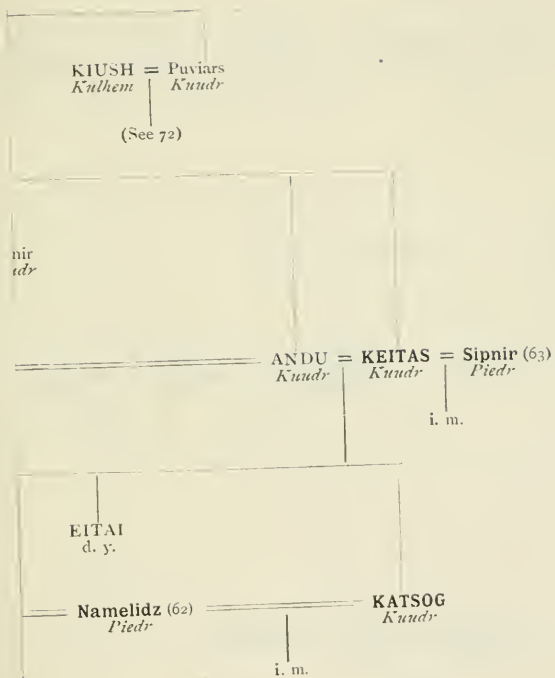 KIUSH = Puviars
Kulhem Kuudr
(See 72)
nir
udr
ANDU = KEITAS = Sipnir (63)
Kuudr Kuudr Piedr
i. m.
EITAI
d. y.
Namelidz (62) KATSOG
Piedr Kuudr
i. m.